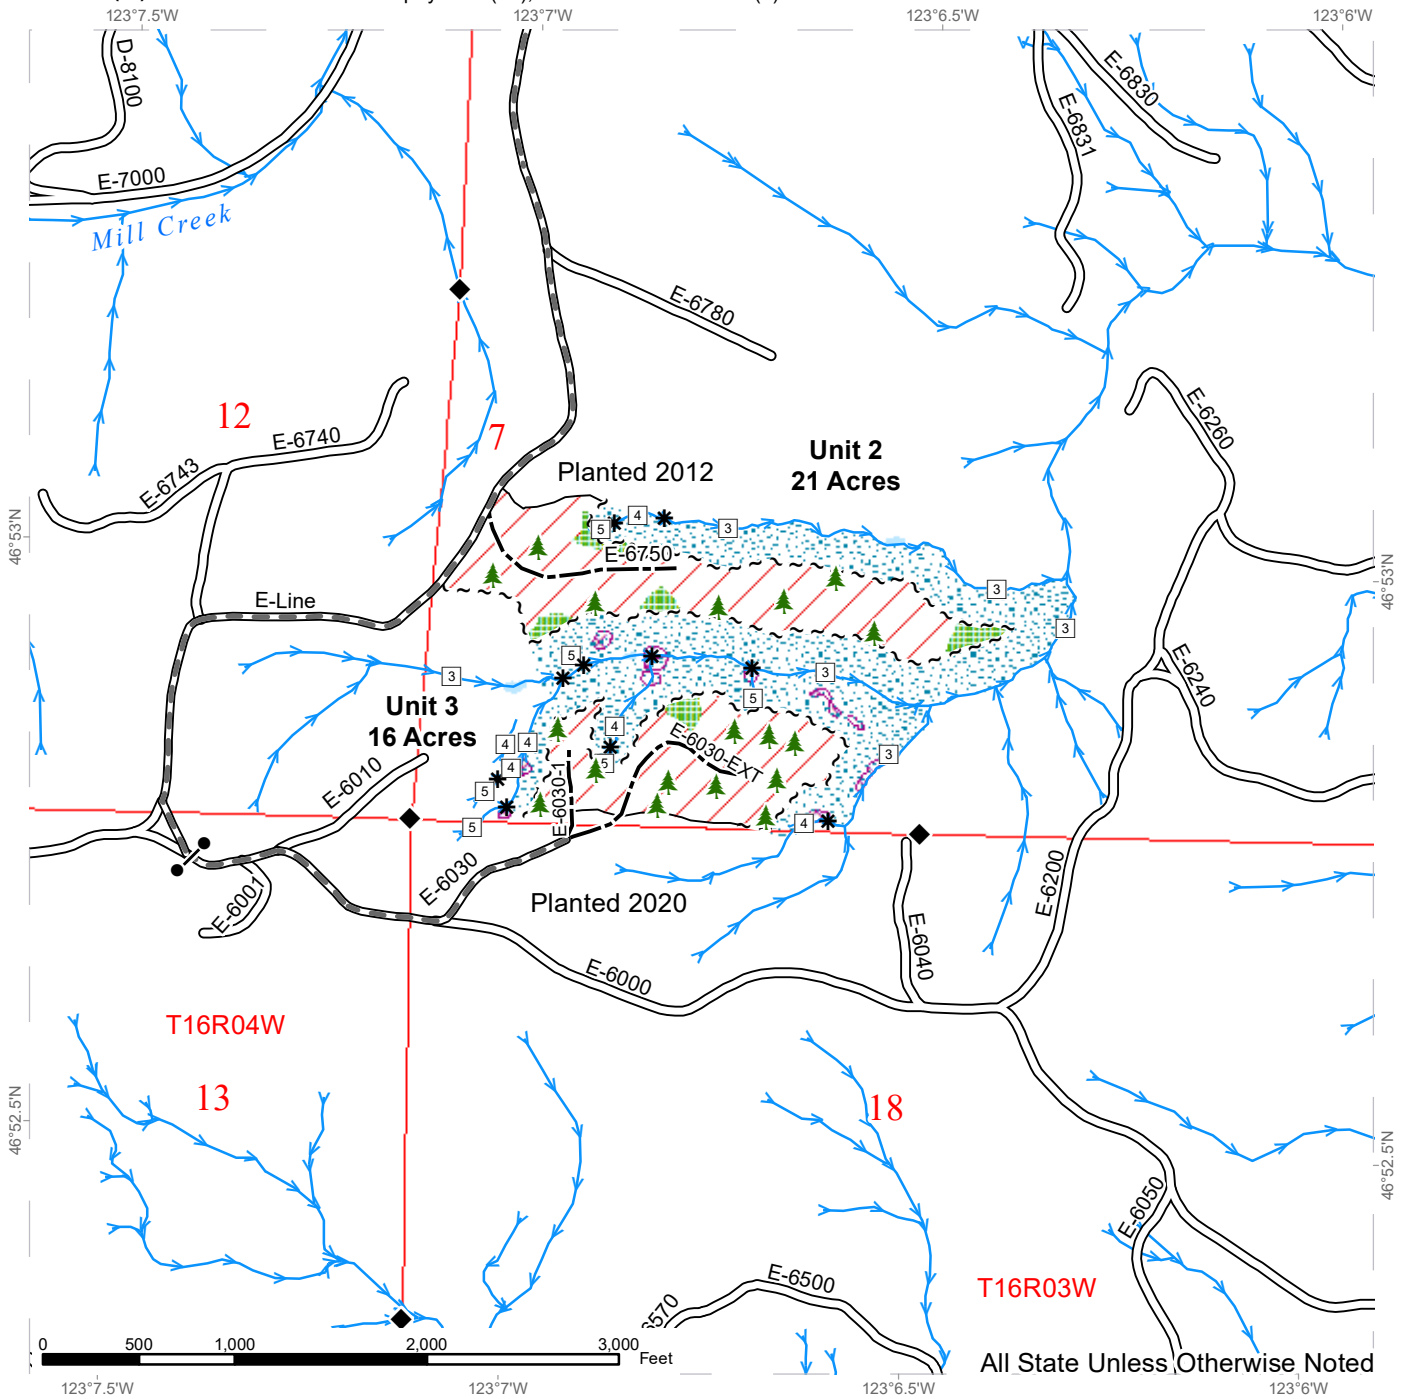 123°7.5'W
123°7'W
123°6.5'W
123°6'W
D-8100
E-6830
E-6831
E-7000
Mill Creek
E-6780
12
7
E-6740
E-6743
E-6260
Unit 2
21 Acres
Planted 2012
46°53'N
46°53'N
5
4
3
E-6750
3
E-Line
3
5
3
3
E-6240
Unit 3
16 Acres
5
4
4
4
3
E-6030-EXT
E-6010
4
5
5
E-6030-1
5
4
E-6030
E-6001
Planted 2020
E-6200
E-6040
E-6000
T16R04W
13
18
46°52.5'N
46°52.5'N
E-6050
E-6500
T16R03W
6570
0
500
1,000
2,000
3,000
Feet
All State Unless Otherwise Noted
123°7.5'W
123°7'W
123°6.5'W
123°6'W